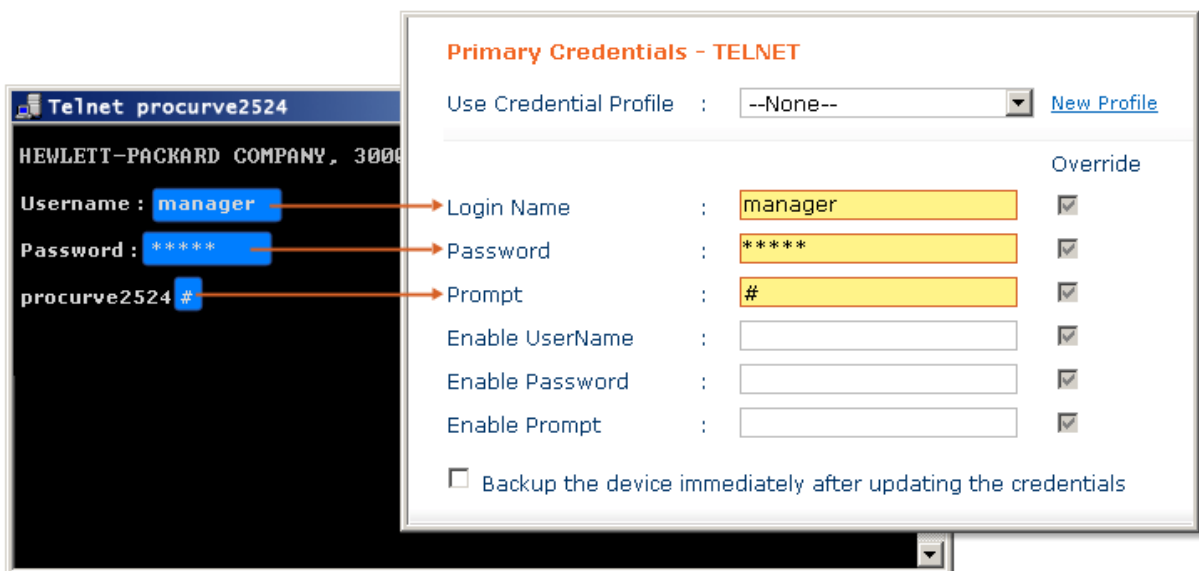 Telnet procurve2524
HEWLETT-PACKARD COMPANY, 3000
Username : manager
Password : *****
procurve2524 #
Primary Credentials - TELNET
Use Credential Profile : --None-- New Profile
Override
Login Name : manager
Password : *****
Prompt : #
Enable UserName :
Enable Password :
Enable Prompt :
Backup the device immediately after updating the credentials